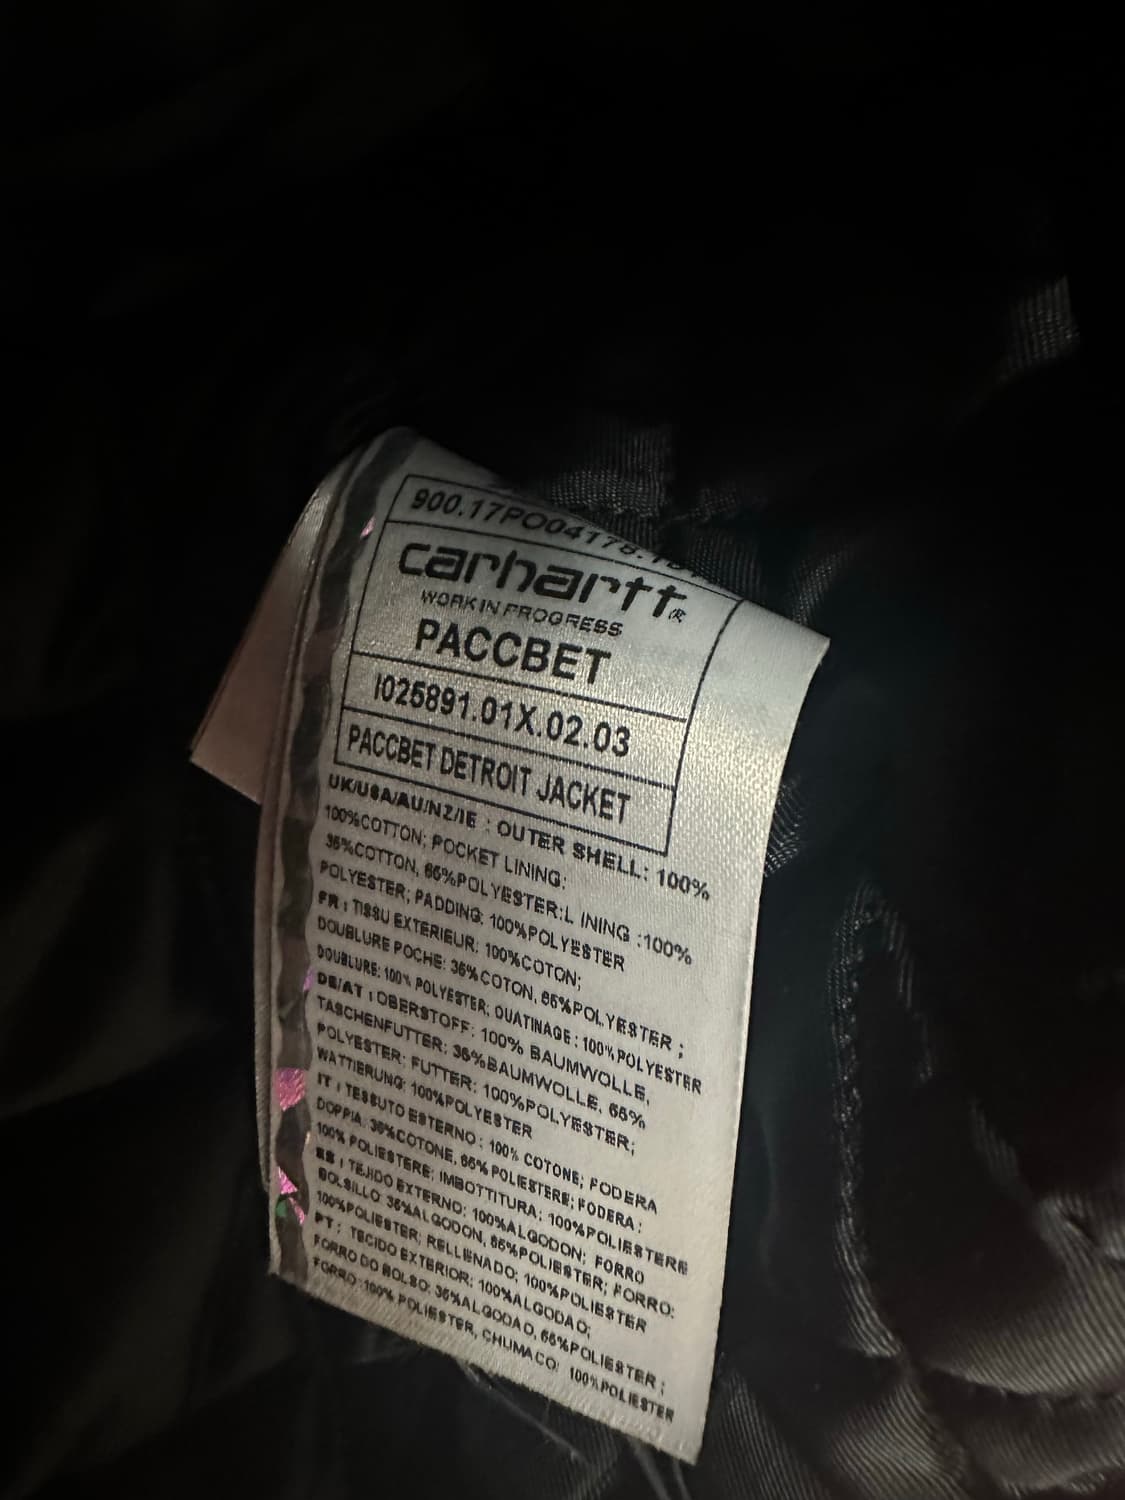 900.17PO04178.
carhartt®
WORK IN PROGRESS
PACCBET
I025891.01X.02.03
PACCBET DETROIT JACKET
UK/USA/AU/NZ/IE : OUTER SHELL: 100%
100%COTTON; POCKET LINING:
35%COTTON, 65%POLYESTER;L INING :100%
POLYESTER; PADDING: 100%POLYESTER
FR : TISSU EXTERIEUR: 100%COTON;
DOUBLURE POCHE: 35%COTON, 65%POLYESTER ;
DOUBLURE: 100% POLYESTER; OUATINAGE : 100%POLYESTER
DE/AT : OBERSTOFF: 100% BAUMWOLLE,
TASCHENFUTTER: 35%BAUMWOLLE, 65%
POLYESTER: FUTTER: 100%POLYESTER;
WATTIERUNG: 100%POLYESTER
IT : TESSUTO ESTERNO : 100% COTONE; FODERA
DOPPIA: 35%COTONE, 65% POLIESTERE; FODERA :
100% POLIESTERE; IMBOTTITURA: 100%POLIESTERE
ES : TEJIDO EXTERNO: 100%ALGODON; FORRO
BOLSILLO: 35%ALGODON, 65%POLIESTER; FORRO:
100%POLIESTER; RELLENADO: 100%POLIESTER
PT : TECIDO EXTERIOR: 100%ALGODAO;
FORRO DO BOLSO: 35%ALGODAO, 65%POLIESTER ;
FORRO: 100% POLIESTER, CHUMACO: 100%POLIESTER